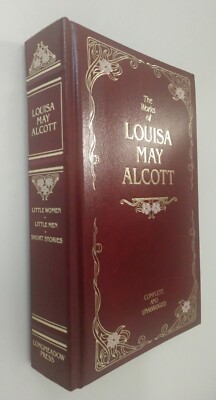 LOUISA
MAY
ALCOTT
LITTLE WOMEN
LITTLE MEN
SHORT STORIES
LONGMEADOW
PRESS
The
Works
of
LOUISA
MAY
ALCOTT
COMPLETE
AND
UNABRIDGED